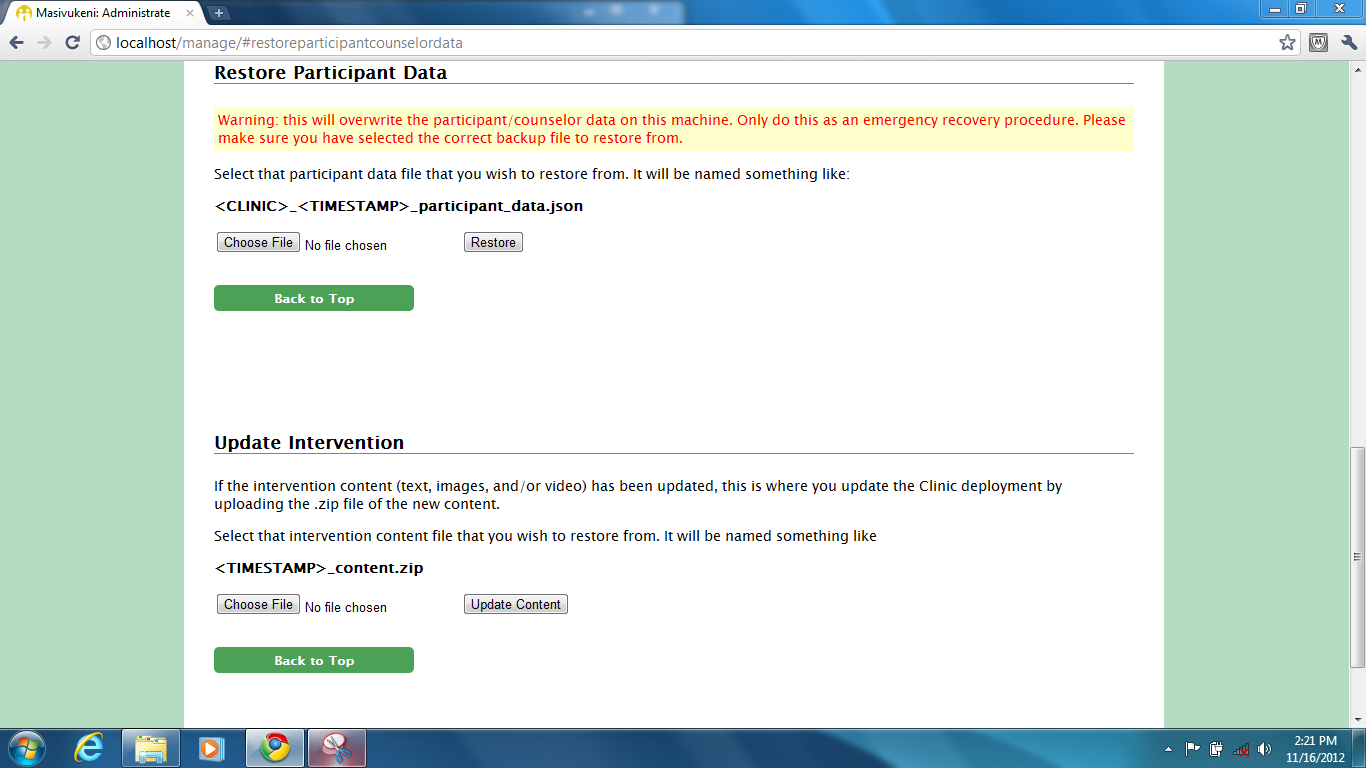 Masivukeni: Administrate
localhost/manage/#restoreparticipantcounselordata
Restore Participant Data
Warning: this will overwrite the participant/counselor data on this machine. Only do this as an emergency recovery procedure. Please
make sure you have selected the correct backup file to restore from.
Select that participant data file that you wish to restore from. It will be named something like:
<CLINIC>_<TIMESTAMP>_participant_data.json
Choose File No file chosen Restore
Back to Top
Update Intervention
If the intervention content (text, images, and/or video) has been updated, this is where you update the Clinic deployment by
uploading the .zip file of the new content.
Select that intervention content file that you wish to restore from. It will be named something like
<TIMESTAMP>_content.zip
Choose File No file chosen Update Content
Back to Top
2:21 PM
11/16/2012